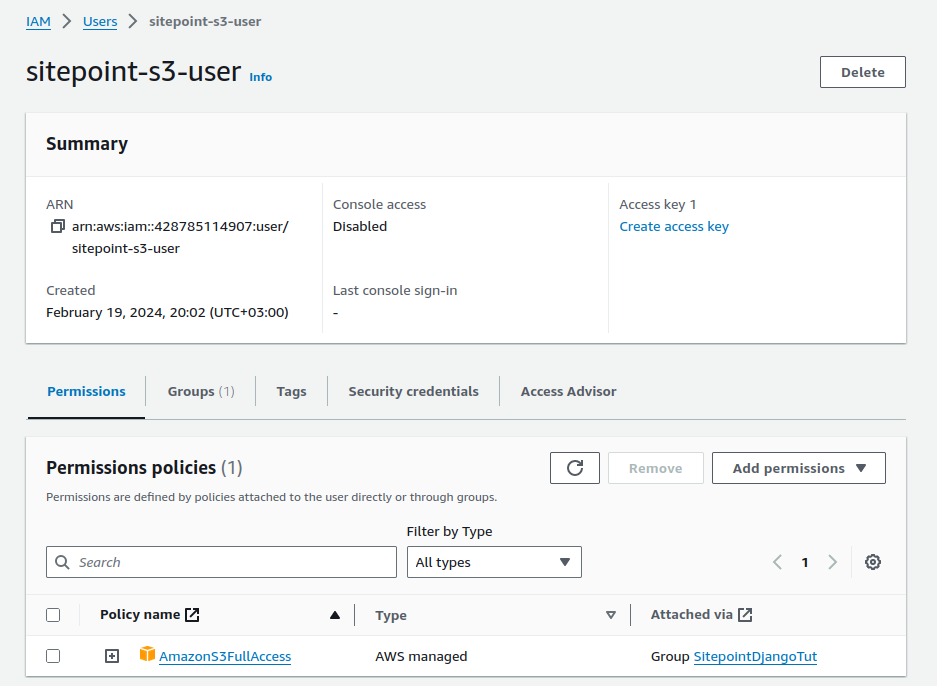 IAM > Users > sitepoint-s3-user
sitepoint-s3-user Info
Delete
Summary
ARN
arn:aws:iam::428785114907:user/
sitepoint-s3-user
Created
February 19, 2024, 20:02 (UTC+03:00)
Console access
Disabled
Last console sign-in
-
Access key 1
Create access key
Permissions
Groups (1)
Tags
Security credentials
Access Advisor
Permissions policies (1)
Permissions are defined by policies attached to the user directly or through groups.
Remove
Add permissions
Filter by Type
Search
All types
1
Policy name
Type
Attached via
AmazonS3FullAccess
AWS managed
Group SitepointDjangoTut